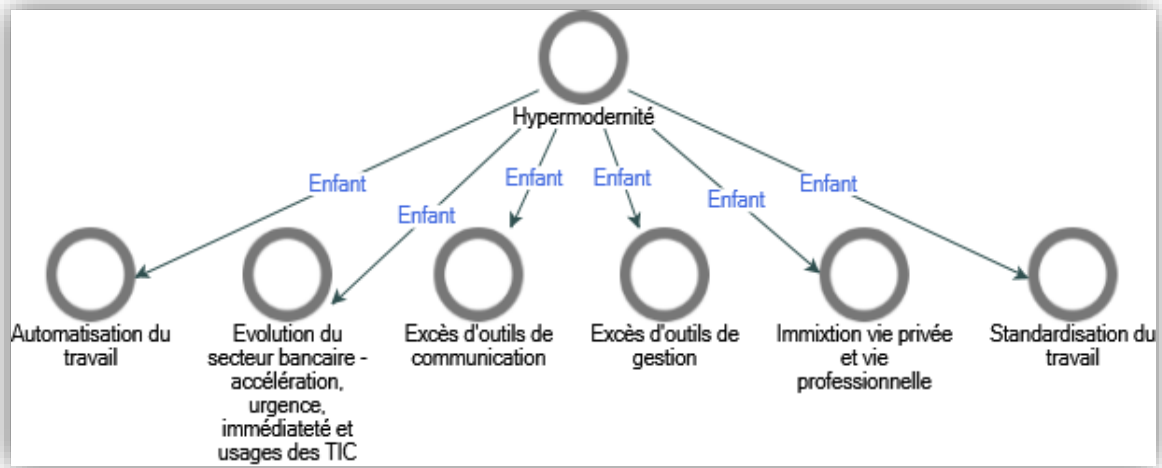 Hypermodernité
Enfant
Enfant
Enfant
Enfant
Enfant
Enfant
Automatisation du
travail
Evolution du
secteur bancaire -
accélération,
urgence,
immédiateté et
usages des TIC
Excès d'outils de
communication
Excès d'outils de
gestion
Immixtion vie privée
et vie
professionnelle
Standardisation du
travail